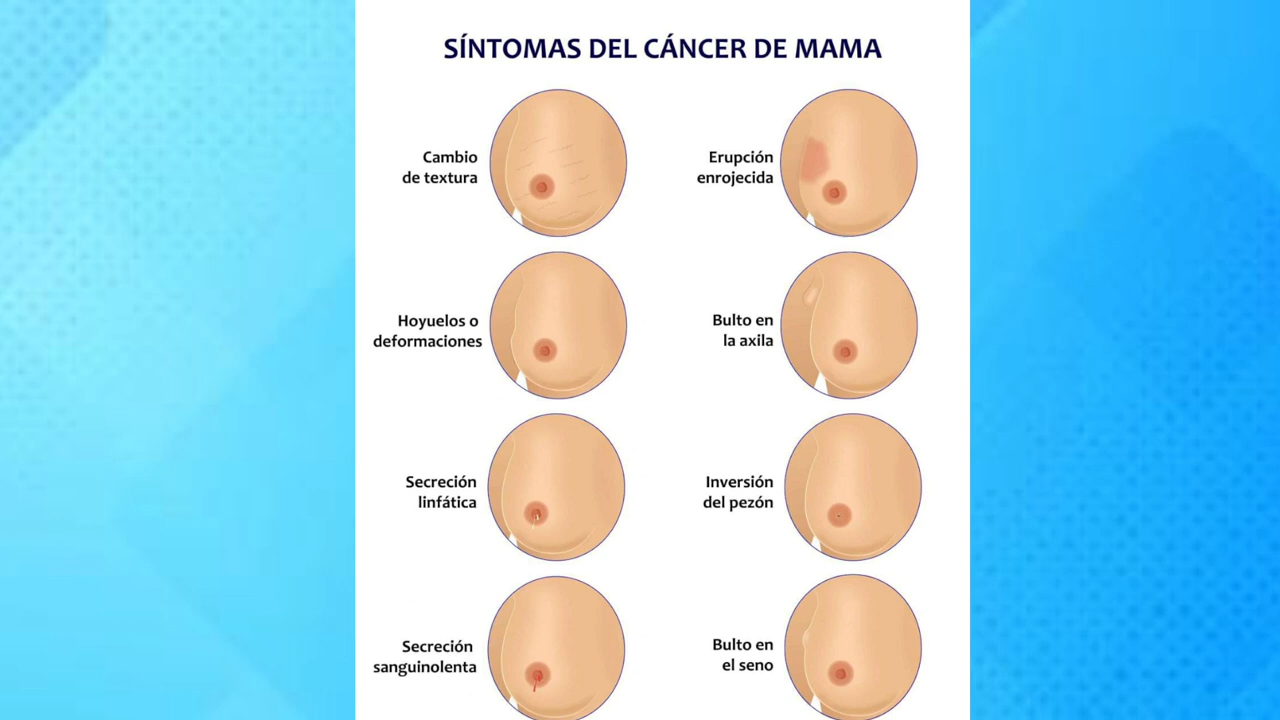 SÍNTOMAS DEL CÁNCER DE MAMA
Cambio
de textura
Erupción
enrojecida
Hoyuelos o
deformaciones
Bulto en
la axila
Secreción
linfática
Inversión
del pezón
Secreción
sanguinolenta
Bulto en
el seno